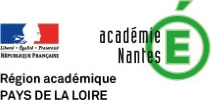 Liberté • Égalité • Fraternité
RÉPUBLIQUE FRANÇAISE
académie
Nantes
É
Région académique
PAYS DE LA LOIRE